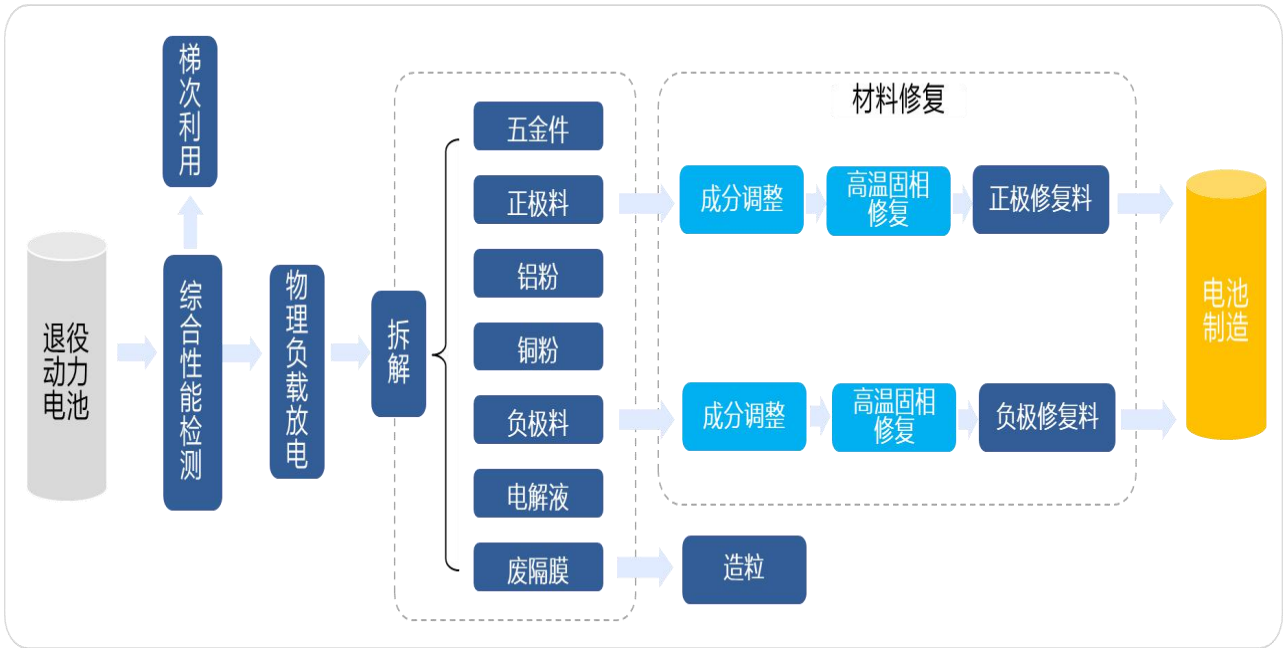 梯次利用
退役
动力
电池
综合性能检测
物理负载放电
拆解
五金件
正极料
铝粉
铜粉
负极料
电解液
废隔膜
材料修复
成分调整
高温固相
修复
正极修复料
成分调整
高温固相
修复
负极修复料
造粒
电池
制造